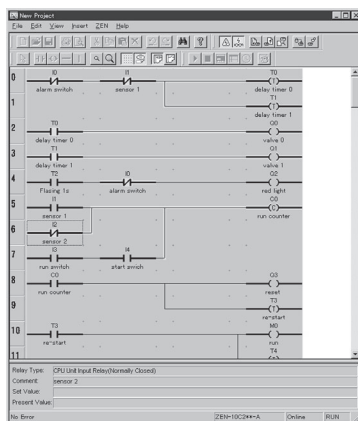 New Project
File Edit View Insert ZEN Help
0 I0 I1 T0
(T)
alarm switch sensor 1 delay timer 0
1 T1
(T)
delay timer 1
2 T0 Q0
delay timer 0 valve 0
3 T1 Q1
delay timer 1 valve 1
4 T2 I0 Q2
Flasing 1s alarm switch red light
5 I1 C0
(C)
sensor 1 run counter
6 I2
sensor 2
7 I3 I4
run switch start swich
8 C0 Q3
run counter reset
9 T3
(T)
re-start
10 T3 M0
re-start run
11 T4
Relay Type: CPU Unit Input Relay(Normally Closed)
Comment: sensor 2
Set Value:
Present Value:
No Error ZEN-10C3**-A Online RUN